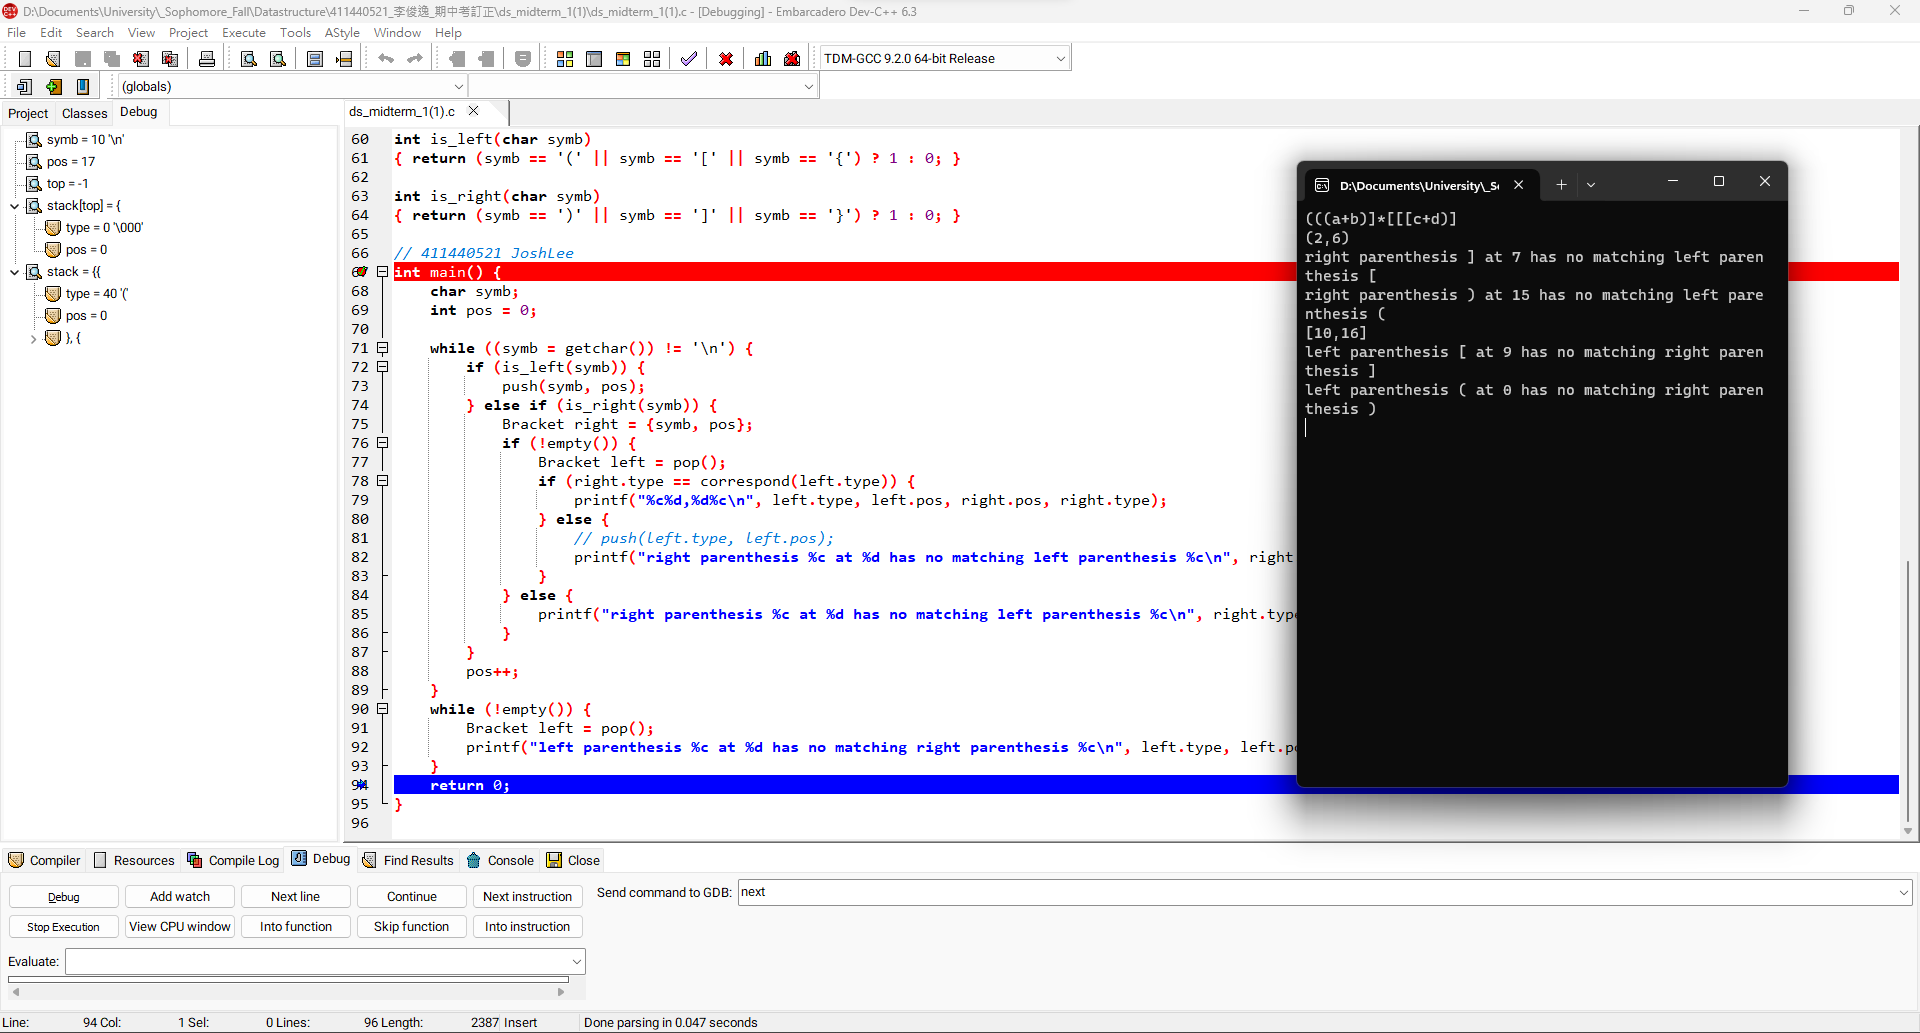 D:\Documents\University\_Sophomore_Fall\Datastructure\411440521_李俊逸_期中考訂正\ds_midterm_1(1)\ds_midterm_1(1).c - [Debugging] - Embarcadero Dev-C++ 6.3
File Edit Search View Project Execute Tools AStyle Window Help
TDM-GCC 9.2.0 64-bit Release
(globals)
Project Classes Debug
symb = 10 '\n'
pos = 17
top = -1
stack[top] = {
type = 0 '\000'
pos = 0
stack = {{
type = 40 '('
pos = 0
}, {
ds_midterm_1(1).c
60 int is_left(char symb)
61 { return (symb == '(' || symb == '[' || symb == '{') ? 1 : 0; }
62
63 int is_right(char symb)
64 { return (symb == ')' || symb == ']' || symb == '}') ? 1 : 0; }
65
66 // 411440521 JoshLee
int main() {
68 char symb;
69 int pos = 0;
70
71 while ((symb = getchar()) != '\n') {
72 if (is_left(symb)) {
73 push(symb, pos);
74 } else if (is_right(symb)) {
75 Bracket right = {symb, pos};
76 if (!empty()) {
77 Bracket left = pop();
78 if (right.type == correspond(left.type)) {
79 printf("%c%d,%d%c\n", left.type, left.pos, right.pos, right.type);
80 } else {
81 // push(left.type, left.pos);
82 printf("right parenthesis %c at %d has no matching left parenthesis %c\n", right
83 }
84 } else {
85 printf("right parenthesis %c at %d has no matching left parenthesis %c\n", right.type
86 }
87 }
88 pos++;
89 }
90 while (!empty()) {
91 Bracket left = pop();
92 printf("left parenthesis %c at %d has no matching right parenthesis %c\n", left.type, left.p
93 }
94 return 0;
95 }
96
D:\Documents\University\_S
(((a+b)]*[[[c+d)]
(2,6)
right parenthesis ] at 7 has no matching left paren
thesis [
right parenthesis ) at 15 has no matching left pare
nthesis (
[10,16]
left parenthesis [ at 9 has no matching right paren
thesis ]
left parenthesis ( at 0 has no matching right paren
thesis )
Compiler Resources Compile Log Debug Find Results Console Close
Debug Add watch Next line Continue Next instruction Send command to GDB: next
Stop Execution View CPU window Into function Skip function Into instruction
Evaluate:
Line: 94 Col: 1 Sel: 0 Lines: 96 Length: 2387 Insert Done parsing in 0.047 seconds